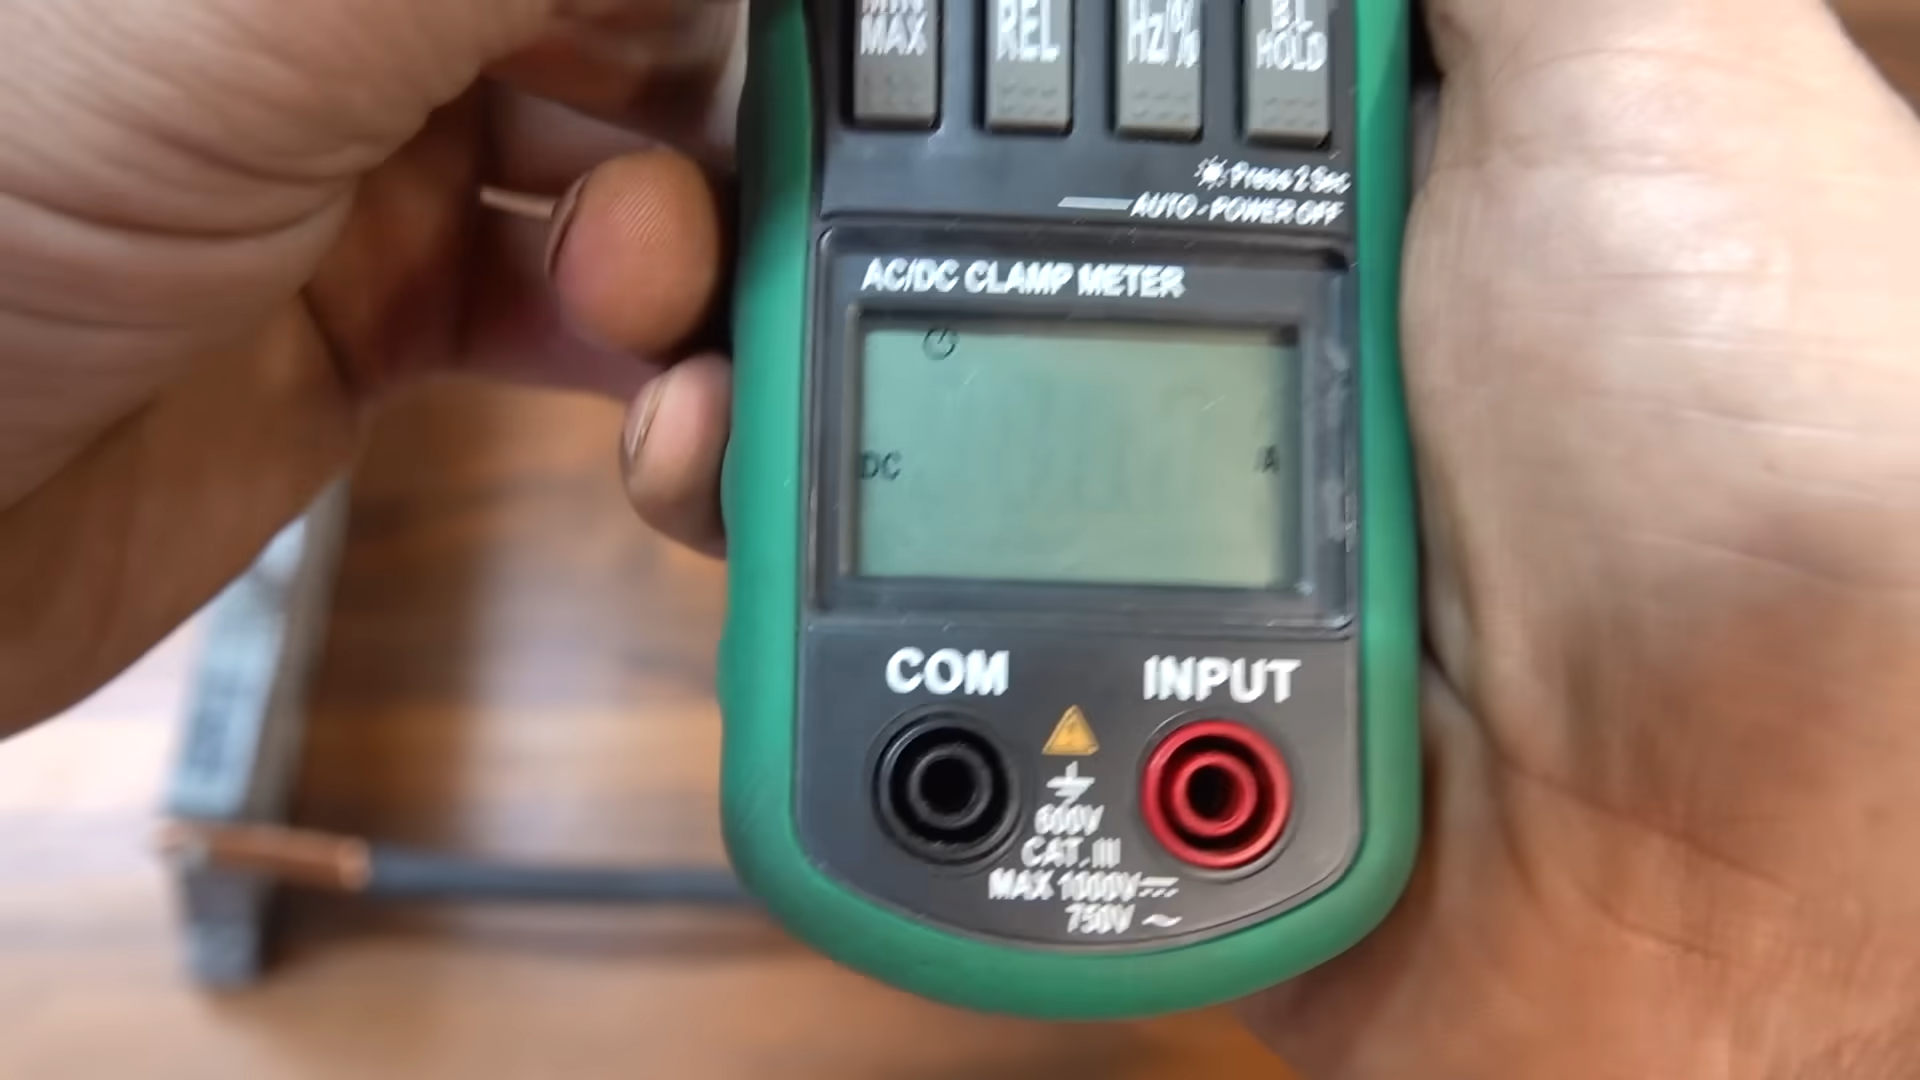 MAX
REL
Hz/%
HOLD
Press 2 Sec
AUTO-POWER OFF
AC/DC CLAMP METER
DC
A
COM
INPUT
600V
CAT. III
MAX 1000V
750V ~